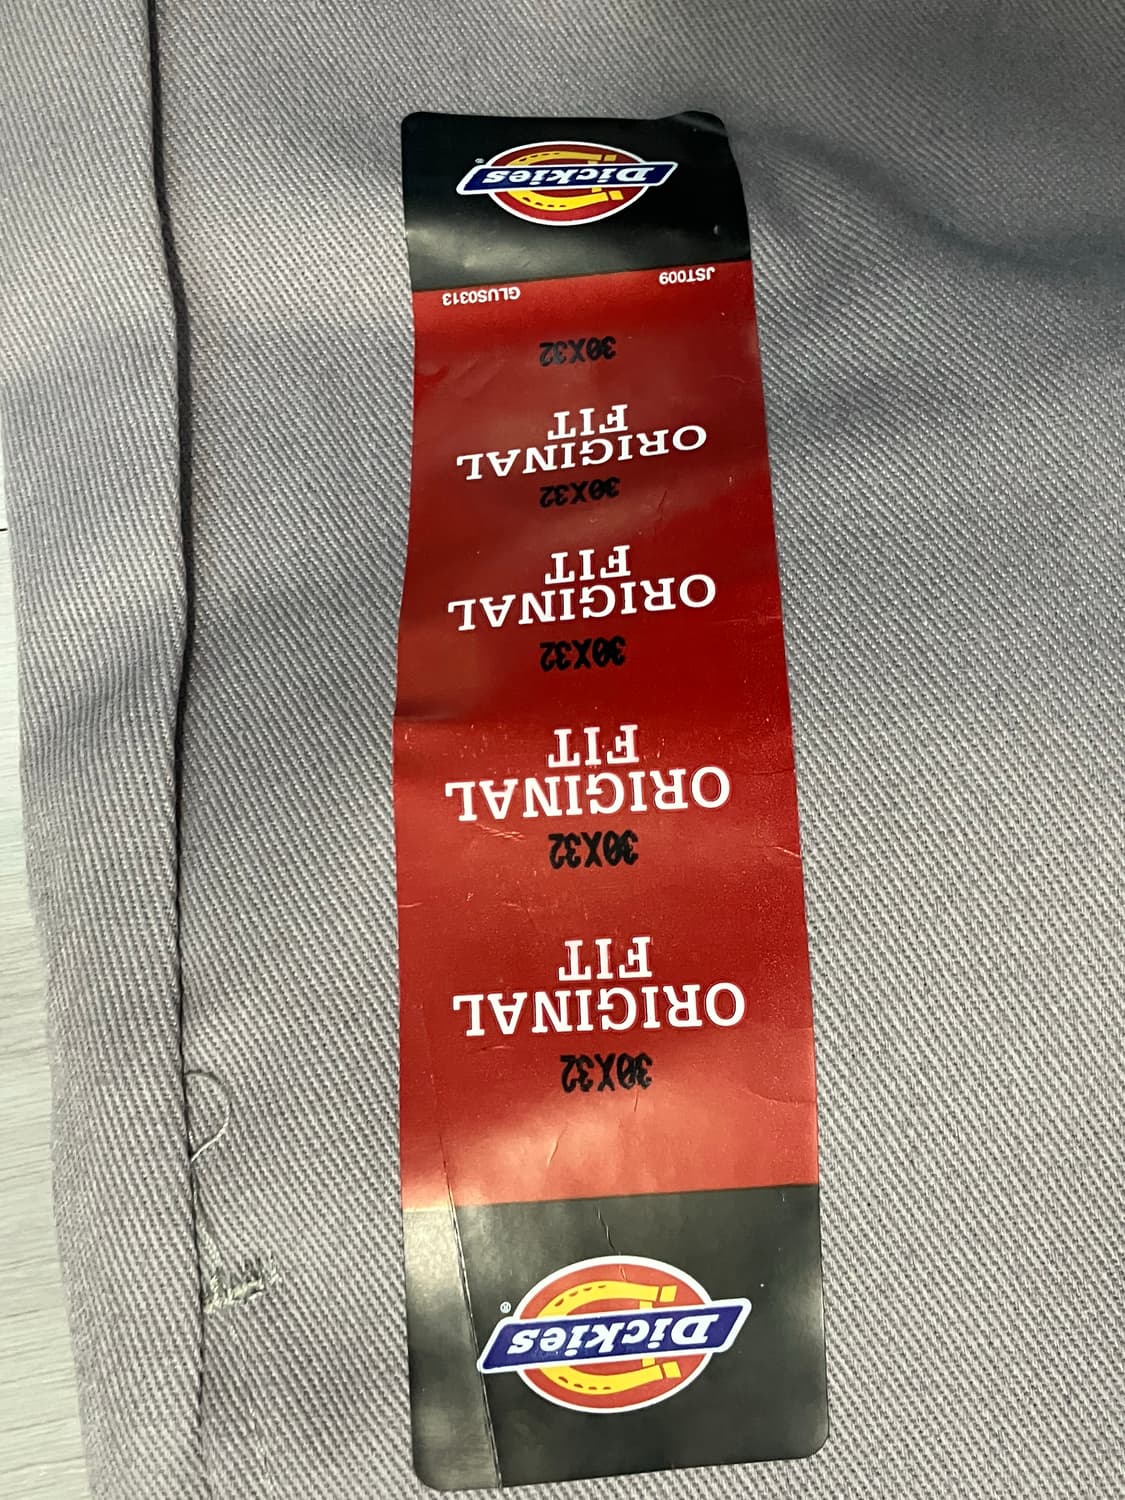 Dickies®
30X32
ORIGINAL
FIT
30X32
ORIGINAL
FIT
30X32
ORIGINAL
FIT
30X32
ORIGINAL
FIT
30X32
JST009 GLUS0313
Dickies®